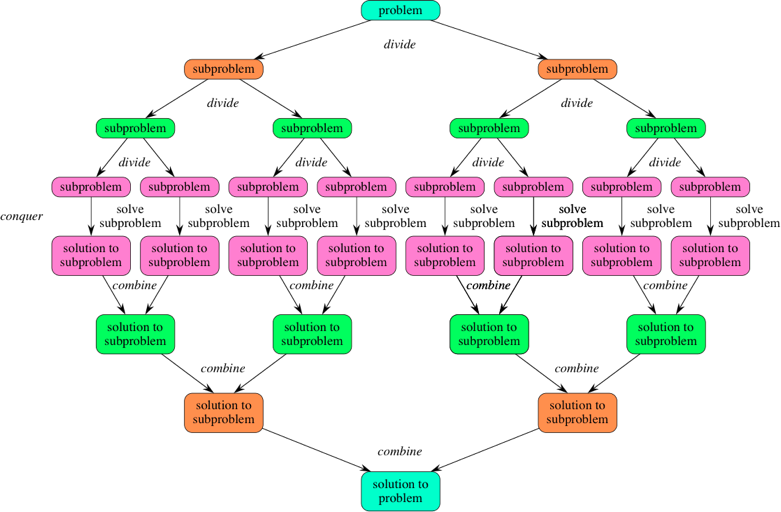 problem
divide
subproblem
subproblem
divide
divide
subproblem
subproblem
subproblem
subproblem
divide
divide
divide
divide
subproblem
subproblem
subproblem
subproblem
subproblem
subproblem
subproblem
subproblem
conquer
solve
subproblem
solve
subproblem
solve
subproblem
solve
subproblem
solve
subproblem
solve
subproblem
solve
subproblem
solve
subproblem
solution to
subproblem
solution to
subproblem
solution to
subproblem
solution to
subproblem
solution to
subproblem
solution to
subproblem
solution to
subproblem
solution to
subproblem
combine
combine
combine
combine
solution to
subproblem
solution to
subproblem
solution to
subproblem
solution to
subproblem
combine
combine
solution to
subproblem
solution to
subproblem
combine
solution to
problem